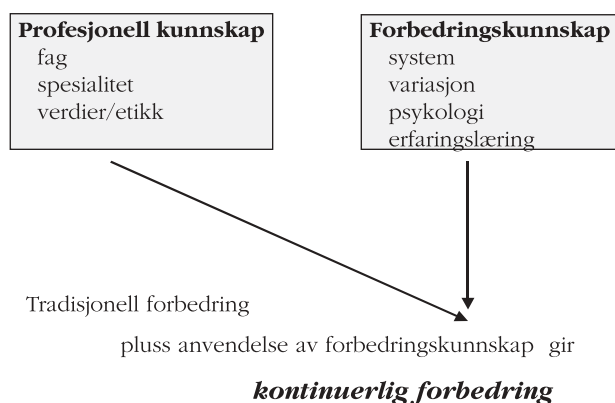 Profesjonell kunnskap
fag
spesialitet
verdier/etikk
Forbedringskunnskap
system
variasjon
psykologi
erfaringslæring
Tradisjonell forbedring
pluss anvendelse av forbedringskunnskap gir
kontinuerlig forbedring